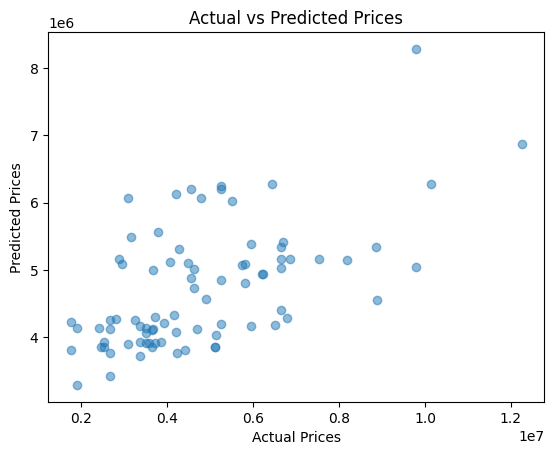 Actual vs Predicted Prices
1e6
8
7
6
5
4
Predicted Prices
0.2 0.4 0.6 0.8 1.0 1.2
1e7
Actual Prices